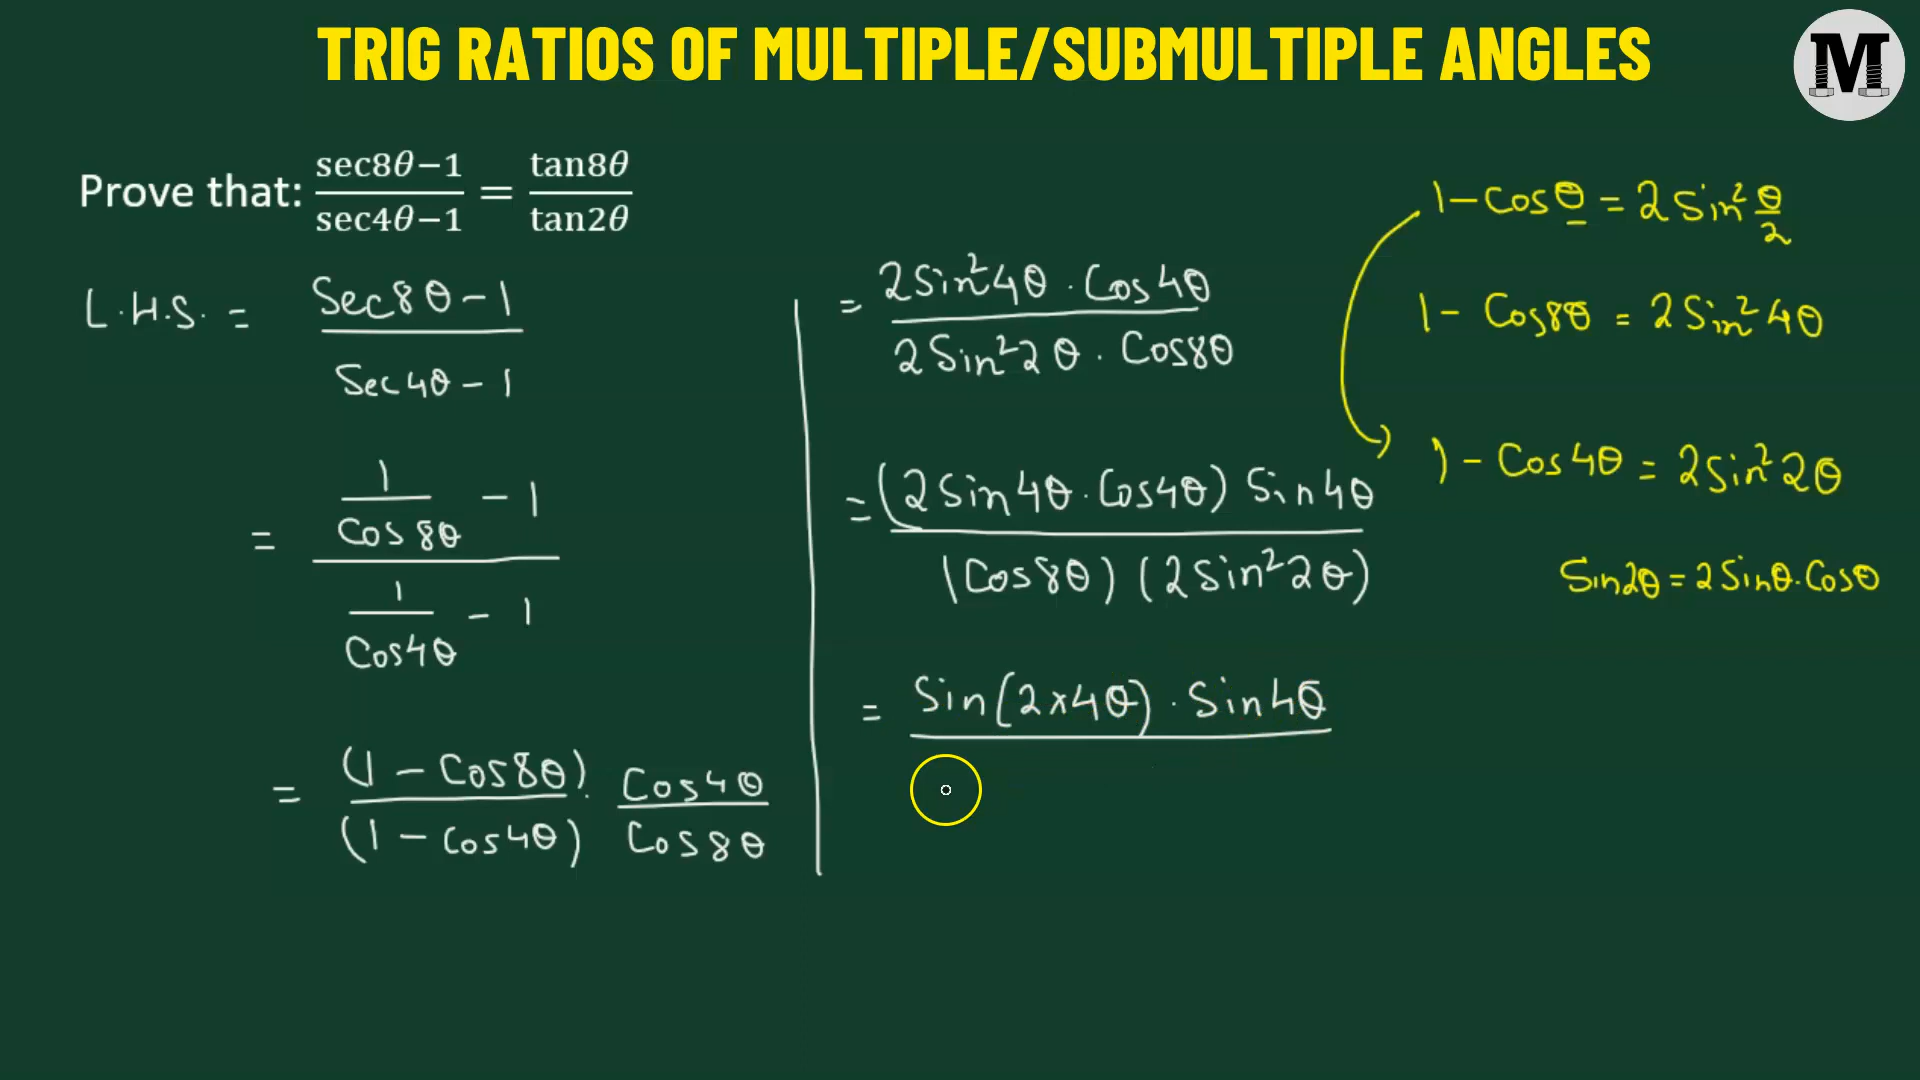 TRIG RATIOS OF MULTIPLE/SUBMULTIPLE ANGLES
M
Prove that: (sec8θ−1)/(sec4θ−1) = tan8θ/tan2θ
L.H.S. = (Sec8θ − 1)/(Sec4θ − 1)
= (1/Cos8θ − 1)/(1/Cos4θ − 1)
= (1 − Cos8θ)/(1 − Cos4θ) · Cos4θ/Cos8θ
= (2Sin²4θ · Cos4θ)/(2Sin²2θ · Cos8θ)
= (2Sin4θ · Cos4θ) Sin4θ/(Cos8θ)(2Sin²2θ)
= Sin(2×4θ) · Sin4θ
1 − Cosθ = 2Sin² θ/2
1 − Cos8θ = 2Sin²4θ
1 − Cos4θ = 2Sin²2θ
Sin2θ = 2Sinθ·Cosθ